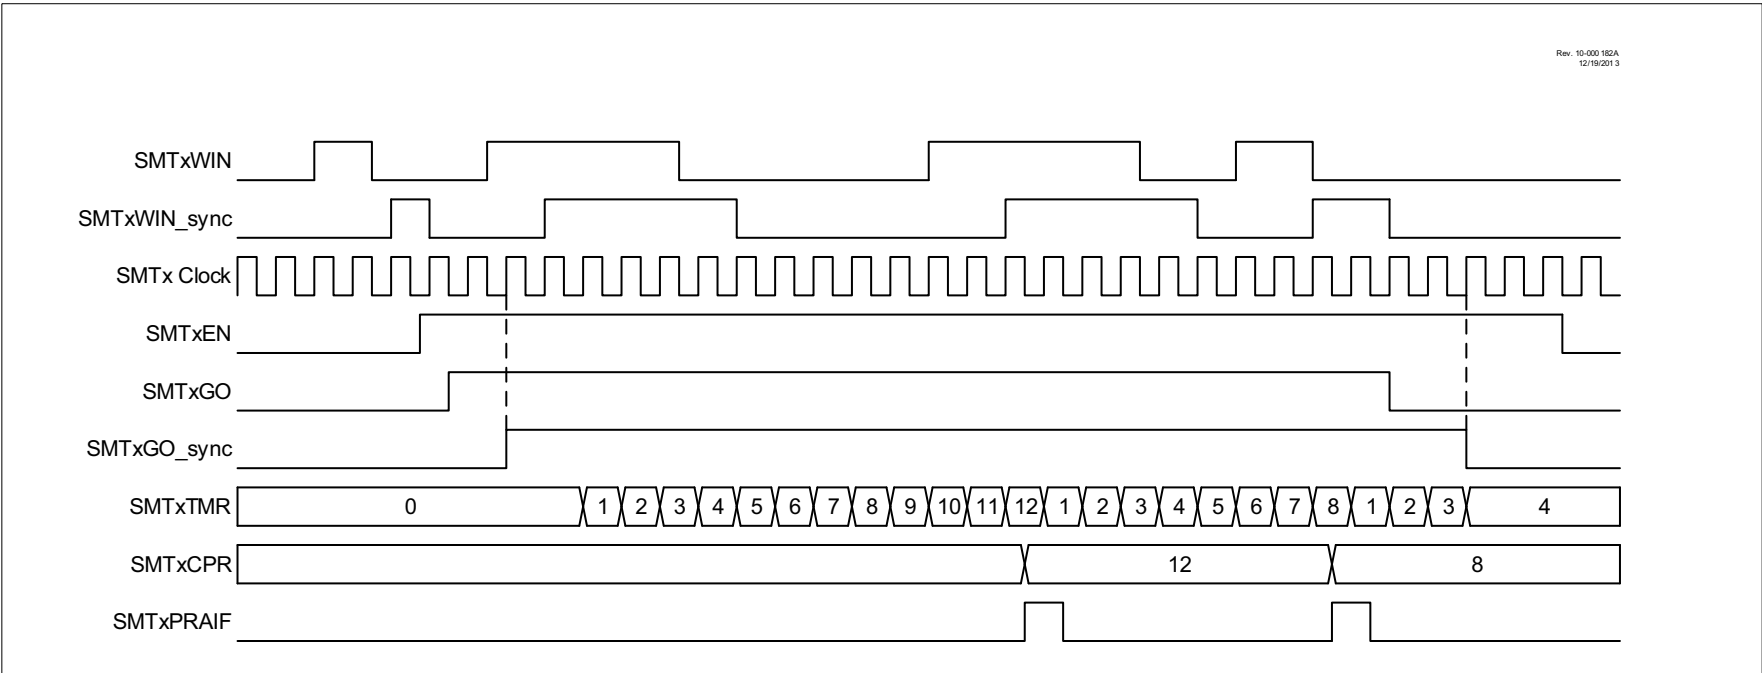 Rev. 10-000 182A
12/19/201 3
SMTxWIN
SMTxWIN_sync
SMTx Clock
SMTxEN
SMTxGO
SMTxGO_sync
SMTxTMR 0 1 2 3 4 5 6 7 8 9 10 11 12 1 2 3 4 5 6 7 8 1 2 3 4
SMTxCPR 12 8
SMTxPRAIF